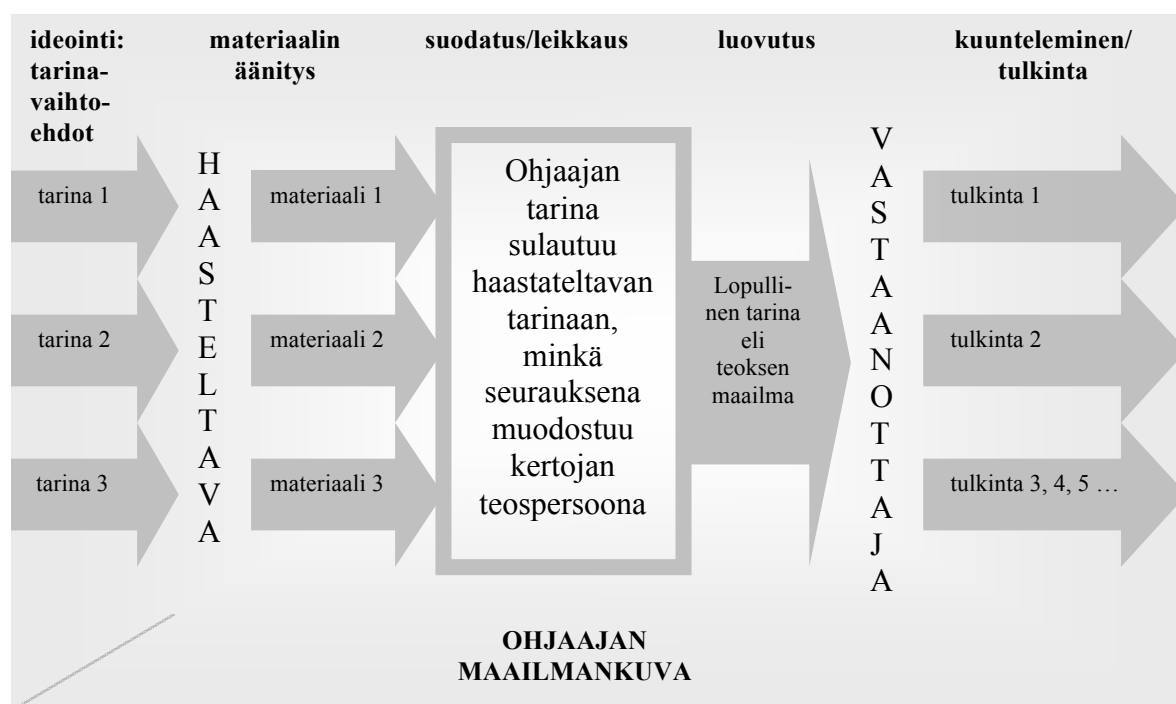 ideointi:
tarina-
vaihto-
ehdot
materiaalin
äänitys
suodatus/leikkaus
luovutus
kuunteleminen/
tulkinta
tarina 1
tarina 2
tarina 3
HAASTELTAVA
materiaali 1
materiaali 2
materiaali 3
Ohjaajan
tarina
sulautuu
haastateltavan
tarinaan,
minkä
seurauksena
muodostuu
kertojan
teospersoona
Lopulli-
nen tarina
eli
teoksen
maailma
VASTAANOTTAJA
tulkinta 1
tulkinta 2
tulkinta 3, 4, 5 …
OHJAAJAN
MAAILMANKUVA